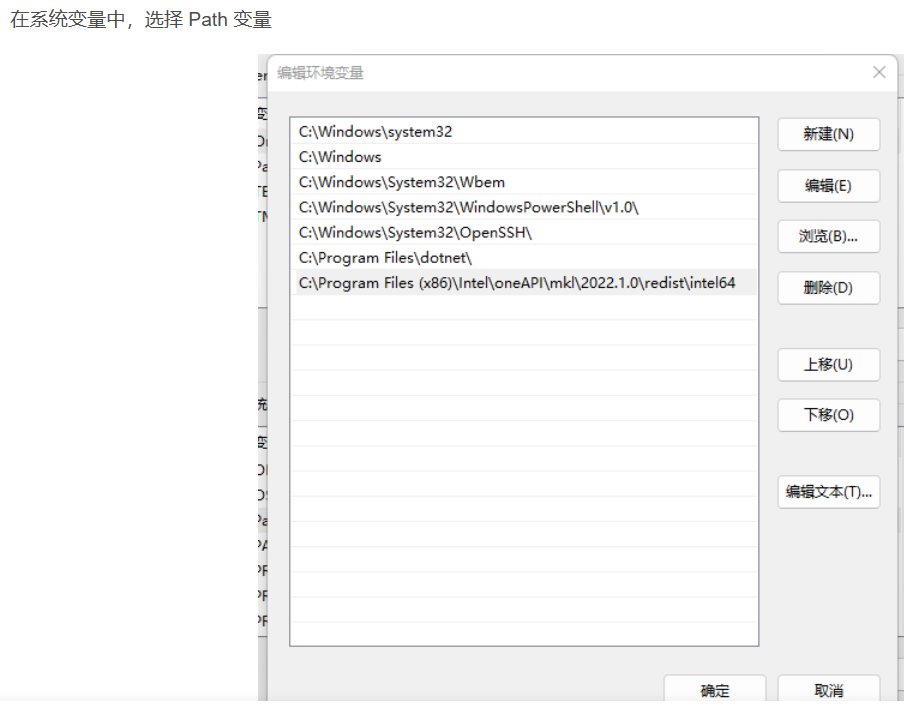 在系统变量中，选择 Path 变量
编辑环境变量
C:\Windows\system32
C:\Windows
C:\Windows\System32\Wbem
C:\Windows\System32\WindowsPowerShell\v1.0\
C:\Windows\System32\OpenSSH\
C:\Program Files\dotnet\
C:\Program Files (x86)\Intel\oneAPI\mkl\2022.1.0\redist\intel64
新建(N)
编辑(E)
浏览(B)...
删除(D)
上移(U)
下移(O)
编辑文本(T)...
确定
取消